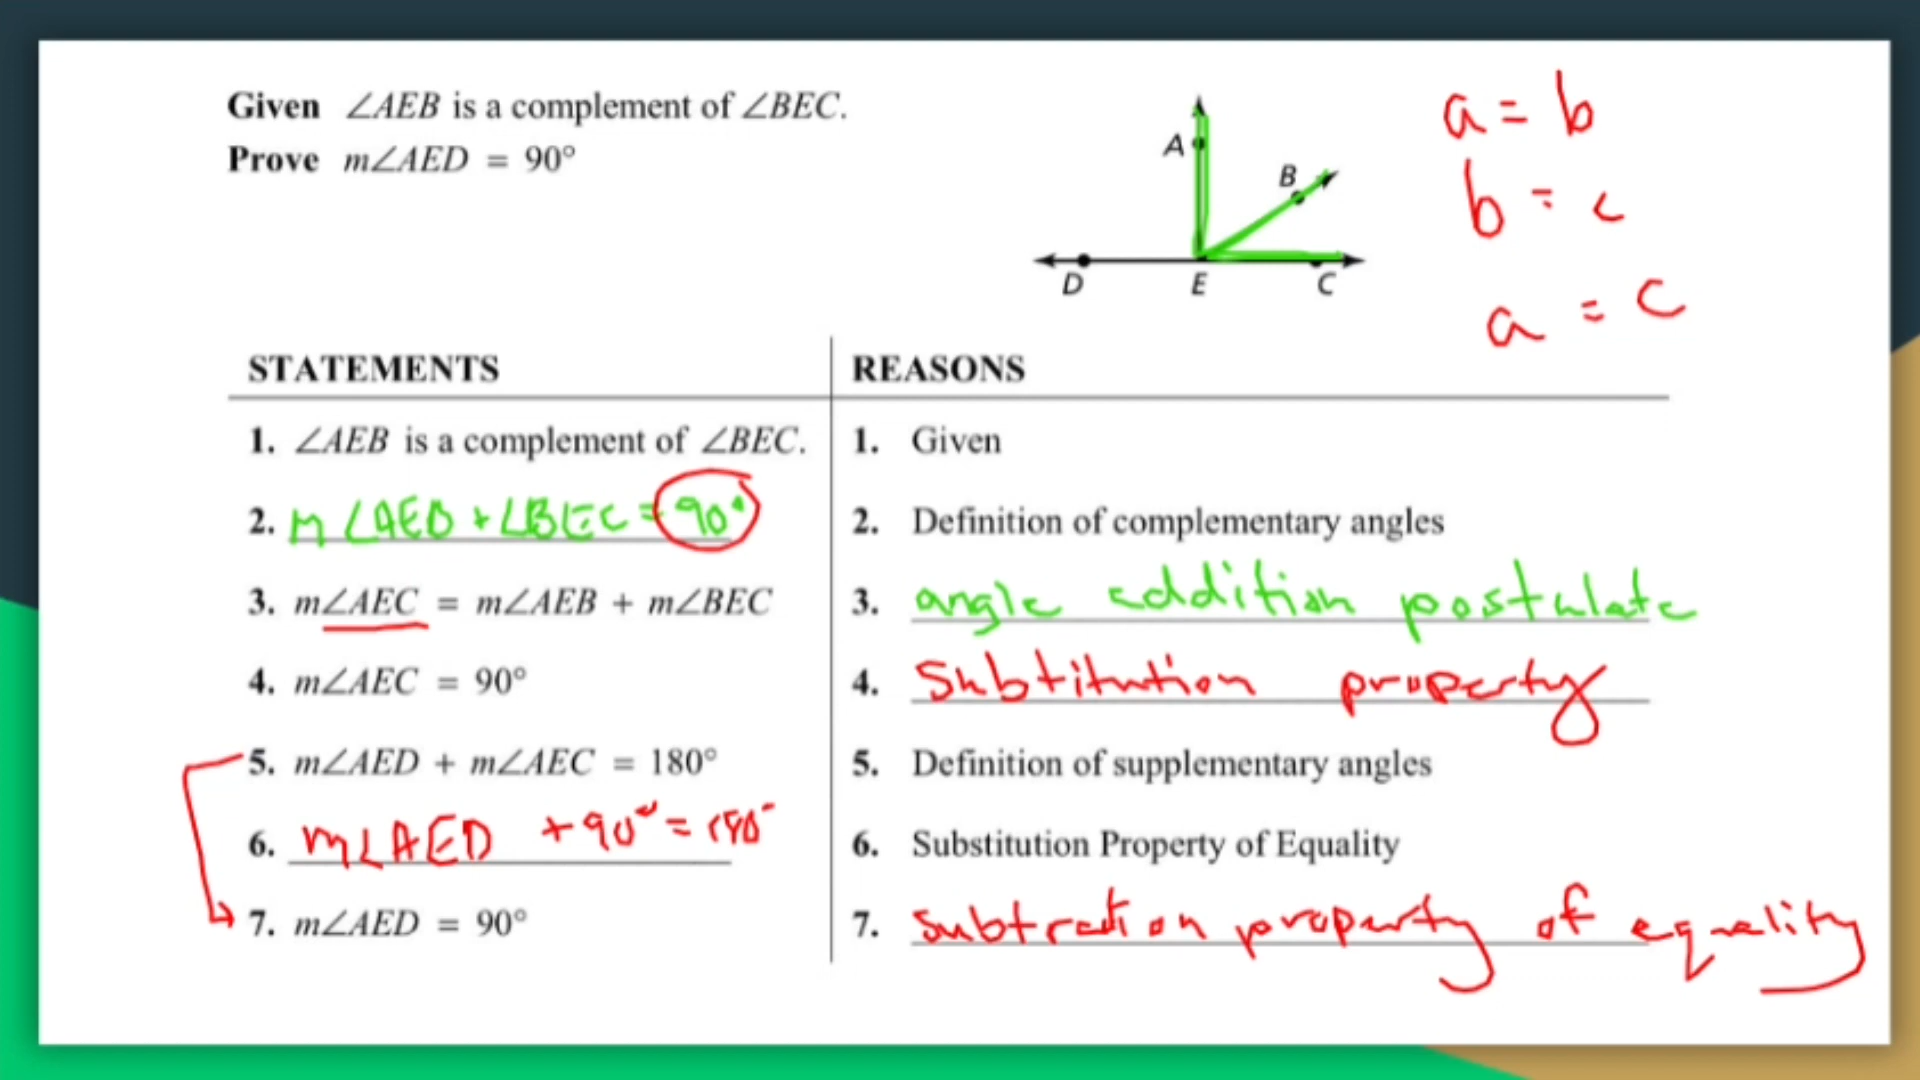 Given ∠AEB is a complement of ∠BEC.
Prove m∠AED = 90°
A
B
D
E
C
a = b
b = c
a = c
STATEMENTS
REASONS
1. ∠AEB is a complement of ∠BEC.
1. Given
2. m∠AEB + ∠BEC = 90°
2. Definition of complementary angles
3. m∠AEC = m∠AEB + m∠BEC
3. angle addition postulate
4. m∠AEC = 90°
4. Subtitution property
5. m∠AED + m∠AEC = 180°
5. Definition of supplementary angles
6. m∠AED + 90° = 180°
6. Substitution Property of Equality
7. m∠AED = 90°
7. subtraction property of equality